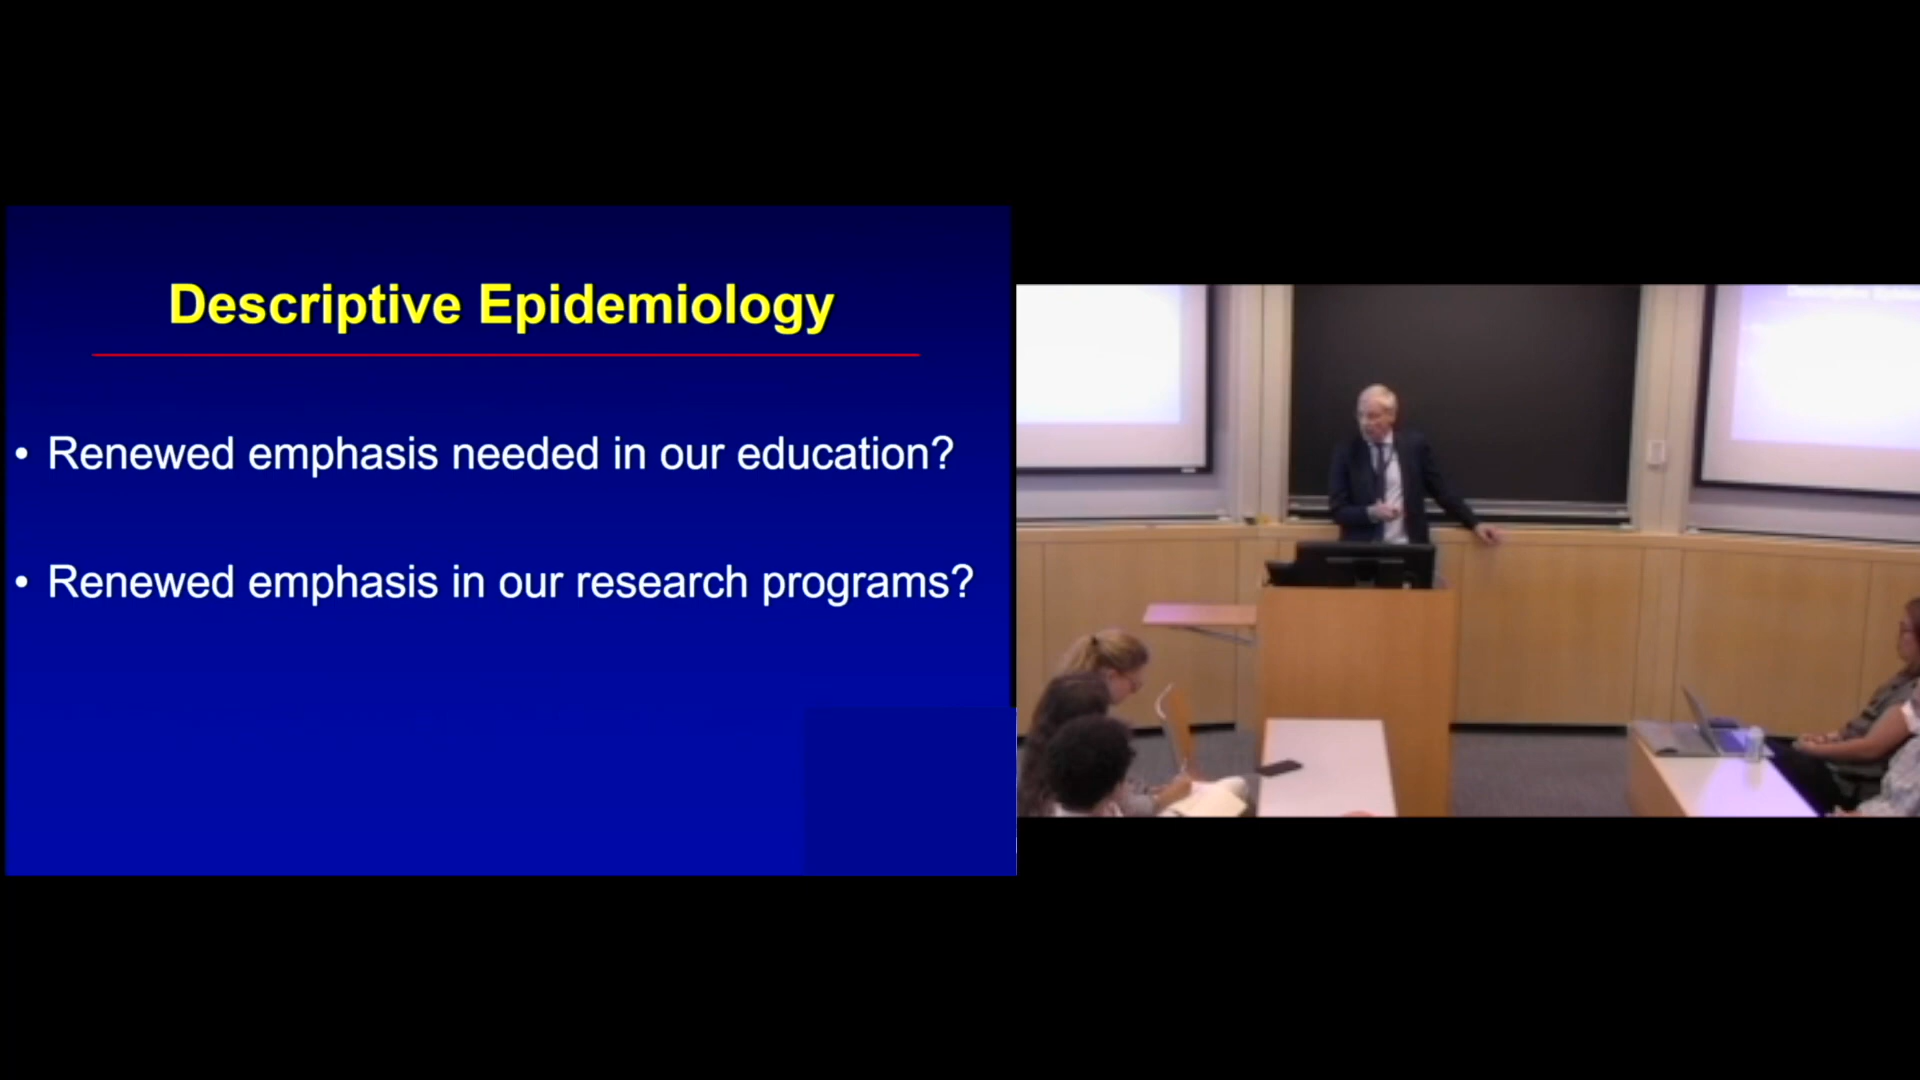 Descriptive Epidemiology
• Renewed emphasis needed in our education?
• Renewed emphasis in our research programs?